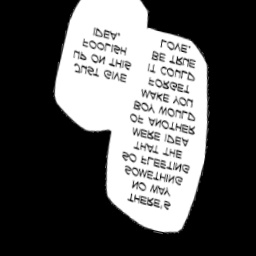 THERE'S
NO WAY
SOMETHING
SO FLEETING
THAT THE
MERE IDEA
OF ANOTHER
BOY WOULD
MAKE YOU
FORGET
IT COULD
BE TRUE
LOVE.
JUST GIVE
UP ON THIS
FOOLISH
IDEA.